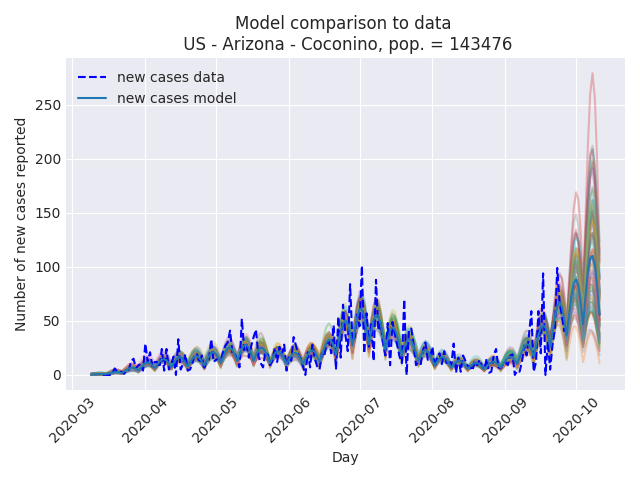 Model comparison to data
US - Arizona - Coconino, pop. = 143476
new cases data
new cases model
Number of new cases reported
250
200
150
100
50
0
2020-03
2020-04
2020-05
2020-06
2020-07
2020-08
2020-09
2020-10
Day